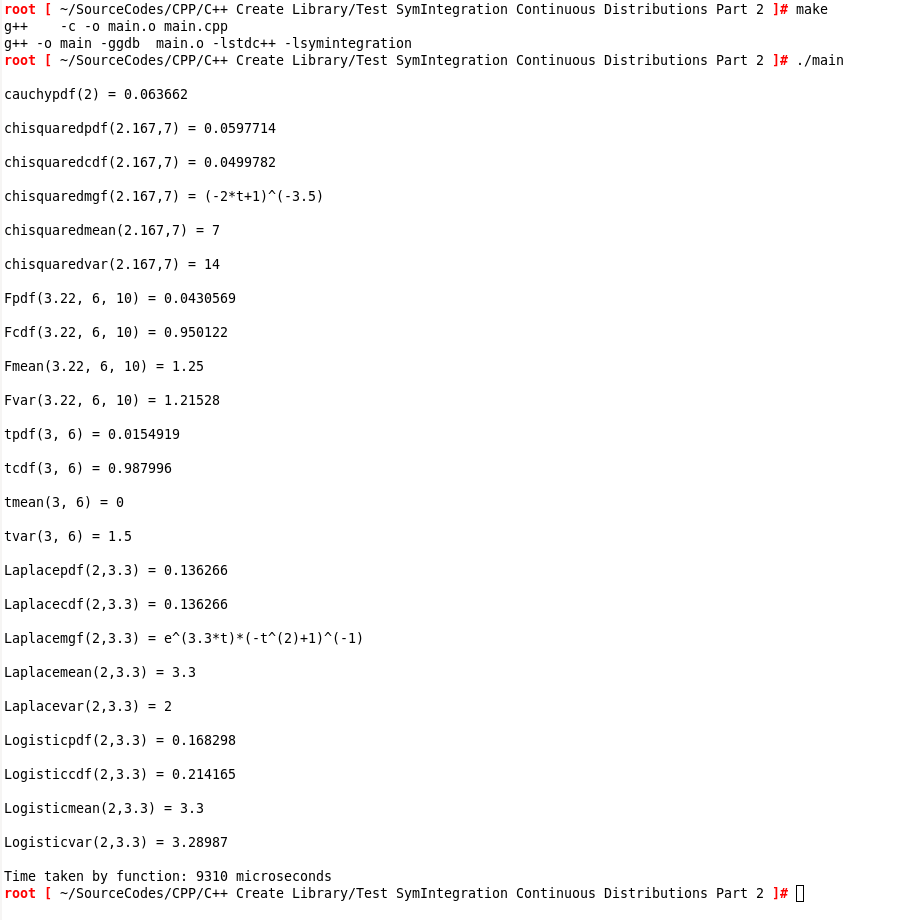 root [ ~/SourceCodes/CPP/C++ Create Library/Test SymIntegration Continuous Distributions Part 2 ]# make
g++    -c -o main.o main.cpp
g++ -o main -ggdb  main.o -lstdc++ -lsymintegration
root [ ~/SourceCodes/CPP/C++ Create Library/Test SymIntegration Continuous Distributions Part 2 ]# ./main
cauchypdf(2) = 0.063662
chisquaredpdf(2.167,7) = 0.0597714
chisquaredcdf(2.167,7) = 0.0499782
chisquaredmgf(2.167,7) = (-2*t+1)^(-3.5)
chisquaredmean(2.167,7) = 7
chisquaredvar(2.167,7) = 14
Fpdf(3.22, 6, 10) = 0.0430569
Fcdf(3.22, 6, 10) = 0.950122
Fmean(3.22, 6, 10) = 1.25
Fvar(3.22, 6, 10) = 1.21528
tpdf(3, 6) = 0.0154919
tcdf(3, 6) = 0.987996
tmean(3, 6) = 0
tvar(3, 6) = 1.5
Laplacepdf(2,3.3) = 0.136266
Laplacecdf(2,3.3) = 0.136266
Laplacemgf(2,3.3) = e^(3.3*t)*(-t^(2)+1)^(-1)
Laplacemean(2,3.3) = 3.3
Laplacevar(2,3.3) = 2
Logisticpdf(2,3.3) = 0.168298
Logisticcdf(2,3.3) = 0.214165
Logisticmean(2,3.3) = 3.3
Logisticvar(2,3.3) = 3.28987
Time taken by function: 9310 microseconds
root [ ~/SourceCodes/CPP/C++ Create Library/Test SymIntegration Continuous Distributions Part 2 ]#